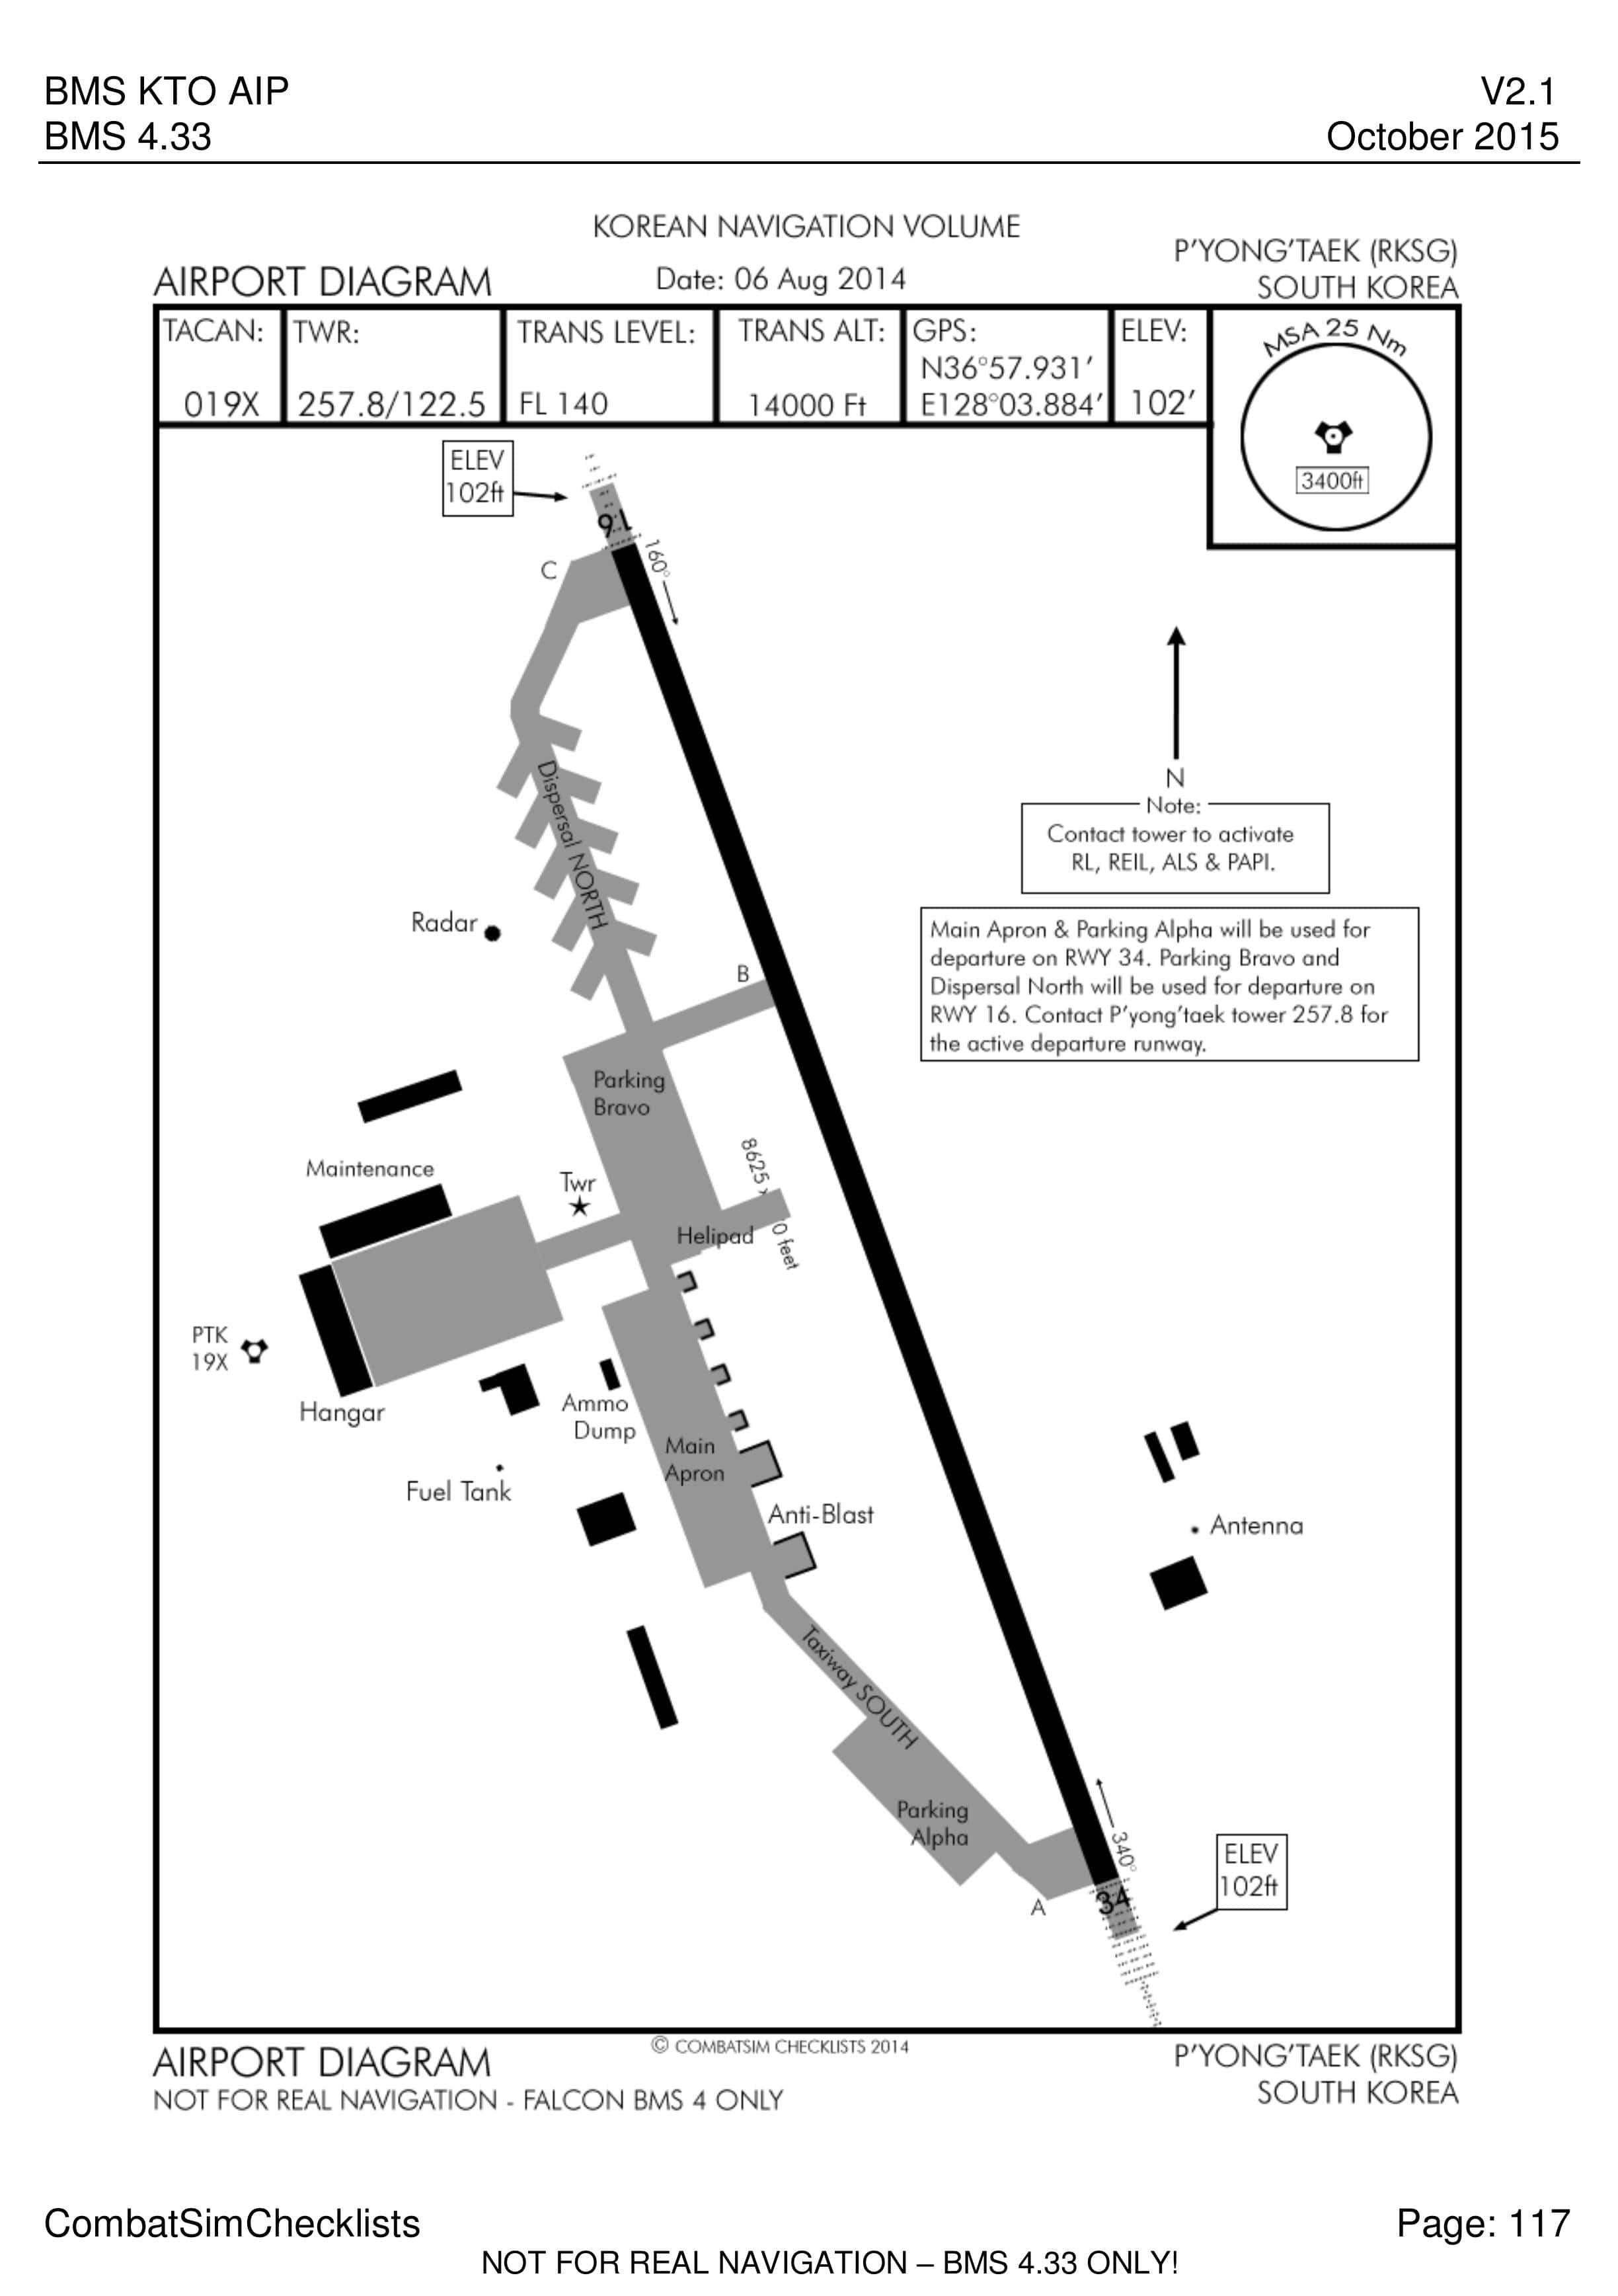 BMS KTO AIP
V2.1
BMS 4.33
October 2015
KOREAN NAVIGATION VOLUME
P'YONG'TAEK (RKSG)
AIRPORT DIAGRAM
Date: 06 Aug 2014
SOUTH KOREA
TACAN:
019X
TWR:
257.8/122.5
TRANS LEVEL:
FL 140
TRANS ALT:
14000 Ft
GPS:
N36°57.931'
E128°03.884'
ELEV:
102'
MSA 25 Nm
3400ft
ELEV
102ft
16
160°
C
N
Note:
Contact tower to activate
RL, REIL, ALS & PAPI.
Dispersal NORTH
Radar
B
Main Apron & Parking Alpha will be used for
departure on RWY 34. Parking Bravo and
Dispersal North will be used for departure on
RWY 16. Contact P'yong'taek tower 257.8 for
the active departure runway.
Parking
Bravo
Maintenance
Twr
8625
0 feet
Helipad
PTK
19X
Hangar
Ammo
Dump
Main
Apron
Fuel Tank
Anti-Blast
Antenna
Taxiway SOUTH
Parking
Alpha
340°
ELEV
102ft
34
A
© COMBATSIM CHECKLISTS 2014
AIRPORT DIAGRAM
P'YONG'TAEK (RKSG)
NOT FOR REAL NAVIGATION - FALCON BMS 4 ONLY
SOUTH KOREA
CombatSimChecklists
Page: 117
NOT FOR REAL NAVIGATION – BMS 4.33 ONLY!